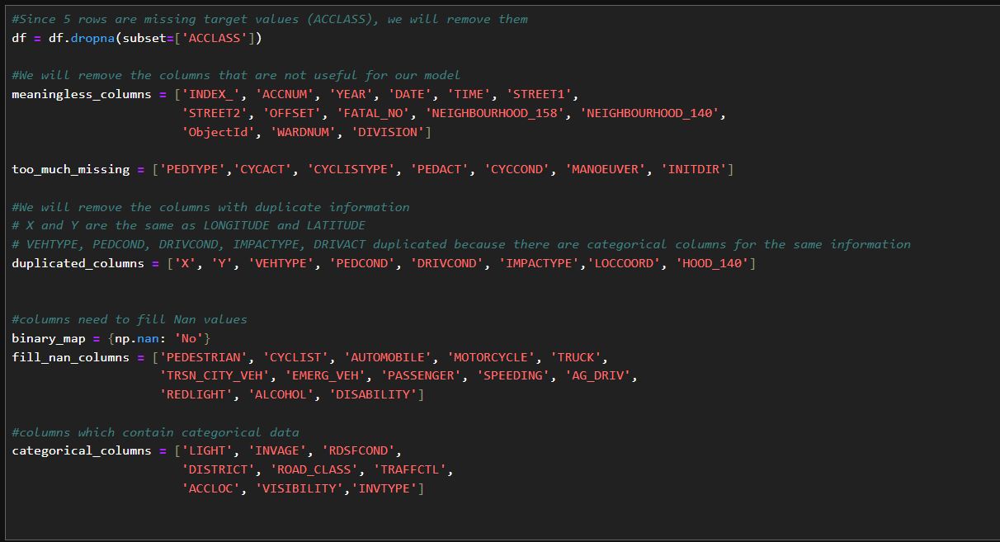 #Since 5 rows are missing target values (ACCLASS), we will remove them
df = df.dropna(subset=['ACCLASS'])
#We will remove the columns that are not useful for our model
meaningless_columns = ['INDEX_', 'ACCNUM', 'YEAR', 'DATE', 'TIME', 'STREET1',
'STREET2', 'OFFSET', 'FATAL_NO', 'NEIGHBOURHOOD_158', 'NEIGHBOURHOOD_140',
'ObjectId', 'WARDNUM', 'DIVISION']
too_much_missing = ['PEDTYPE','CYCACT', 'CYCLISTYPE', 'PEDACT', 'CYCCOND', 'MANOEUVER', 'INITDIR']
#We will remove the columns with duplicate information
# X and Y are the same as LONGITUDE and LATITUDE
# VEHTYPE, PEDCOND, DRIVCOND, IMPACTYPE, DRIVACT duplicated because there are categorical columns for the same information
duplicated_columns = ['X', 'Y', 'VEHTYPE', 'PEDCOND', 'DRIVCOND', 'IMPACTYPE','LOCCOORD', 'HOOD_140']
#columns need to fill Nan values
binary_map = {np.nan: 'No'}
fill_nan_columns = ['PEDESTRIAN', 'CYCLIST', 'AUTOMOBILE', 'MOTORCYCLE', 'TRUCK',
'TRSN_CITY_VEH', 'EMERG_VEH', 'PASSENGER', 'SPEEDING', 'AG_DRIV',
'REDLIGHT', 'ALCOHOL', 'DISABILITY']
#columns which contain categorical data
categorical_columns = ['LIGHT', 'INVAGE', 'RDSFCOND',
'DISTRICT', 'ROAD_CLASS', 'TRAFFCTL',
'ACCLOC', 'VISIBILITY','INVTYPE']